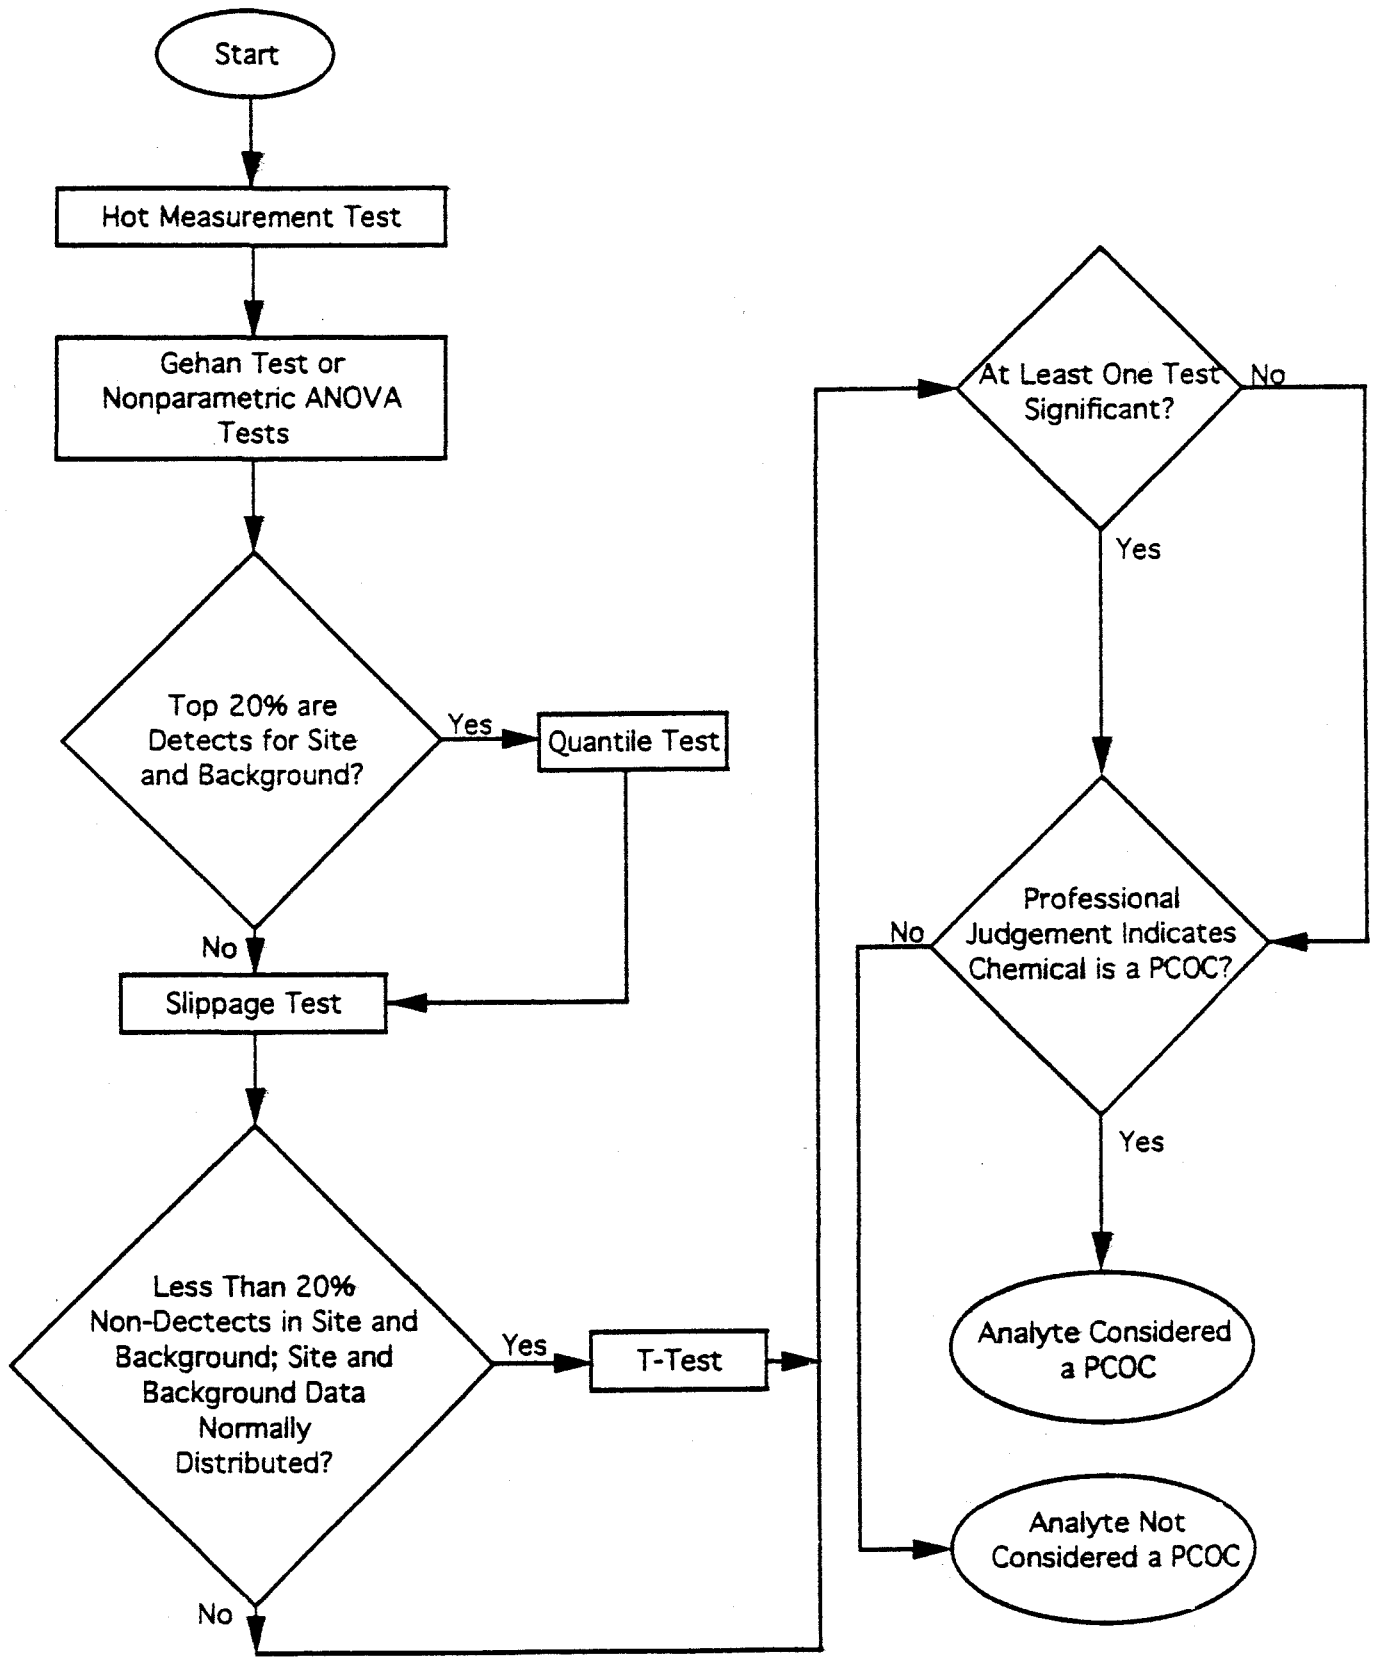 Start
Hot Measurement Test
Gehan Test or
Nonparametric ANOVA
Tests
Top 20% are
Detects for Site
and Background?
Yes
Quantile Test
No
Slippage Test
Less Than 20%
Non-Dectects in Site and
Background; Site and
Background Data
Normally
Distributed?
Yes
T-Test
No
At Least One Test
Significant?
No
Yes
Professional
Judgement Indicates
Chemical is a PCOC?
No
Yes
Analyte Considered
a PCOC
Analyte Not
Considered a PCOC